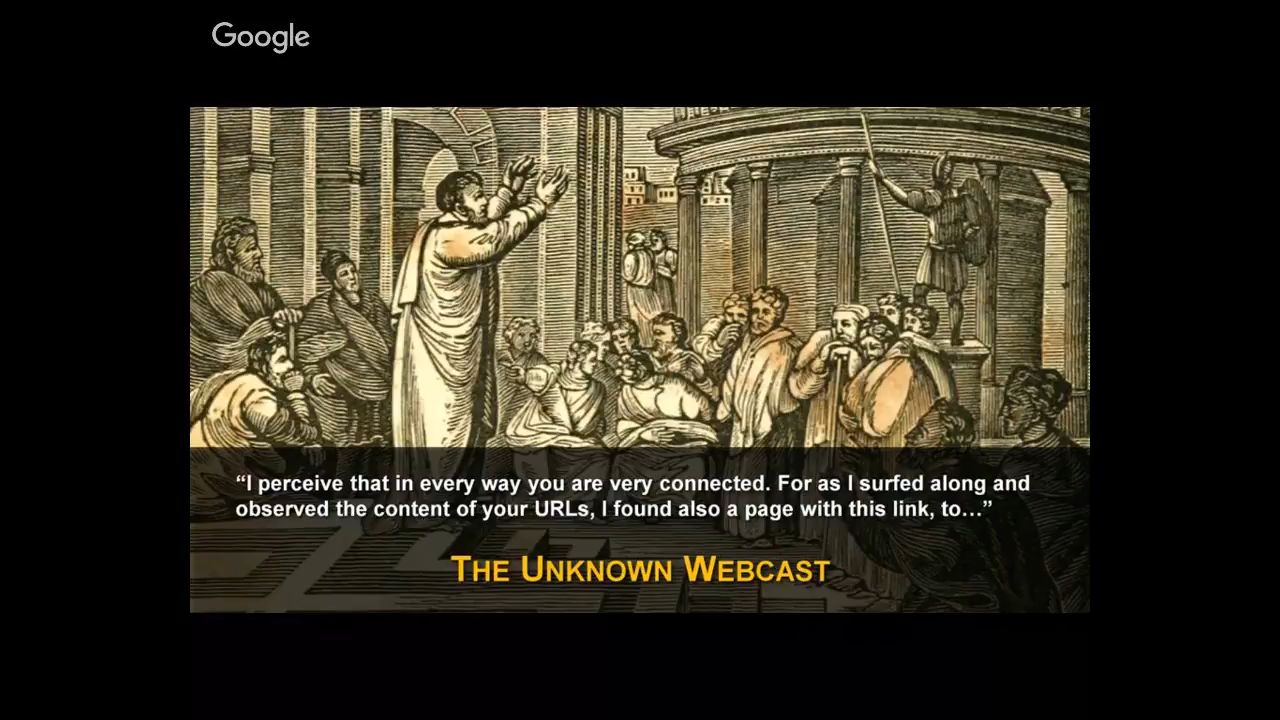 Google
“I perceive that in every way you are very connected. For as I surfed along and
observed the content of your URLs, I found also a page with this link, to…”
THE UNKNOWN WEBCAST